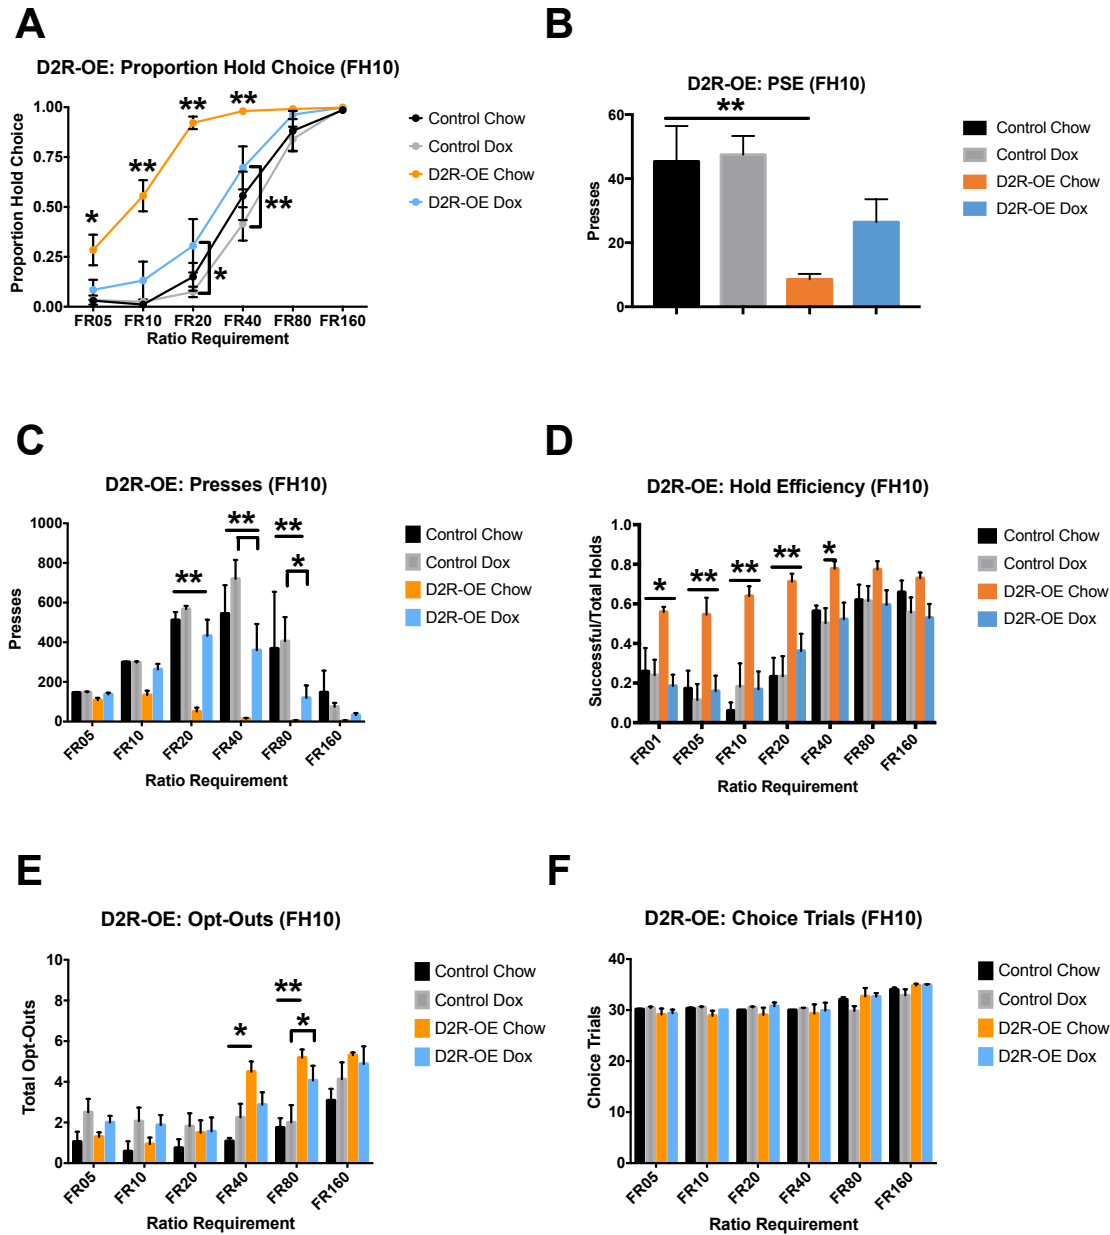 A
D2R-OE: Proportion Hold Choice (FH10)
Proportion Hold Choice
1.00
0.75
0.50
0.25
0.00
**
**
**
*
**
*
FR05 FR10 FR20 FR40 FR80 FR160
Ratio Requirement
Control Chow
Control Dox
D2R-OE Chow
D2R-OE Dox
B
D2R-OE: PSE (FH10)
Presses
60
40
20
0
**
Control Chow
Control Dox
D2R-OE Chow
D2R-OE Dox
C
D2R-OE: Presses (FH10)
Presses
1000
800
600
400
200
0
**
**
**
*
FR05 FR10 FR20 FR40 FR80 FR160
Ratio Requirement
Control Chow
Control Dox
D2R-OE Chow
D2R-OE Dox
D
D2R-OE: Hold Efficiency (FH10)
Successful/Total Holds
1.0
0.8
0.6
0.4
0.2
0.0
*
**
**
**
*
FR01 FR05 FR10 FR20 FR40 FR80 FR160
Ratio Requirement
Control Chow
Control Dox
D2R-OE Chow
D2R-OE Dox
E
D2R-OE: Opt-Outs (FH10)
Total Opt-Outs
10
8
6
4
2
0
*
**
*
FR05 FR10 FR20 FR40 FR80 FR160
Ratio Requirement
Control Chow
Control Dox
D2R-OE Chow
D2R-OE Dox
F
D2R-OE: Choice Trials (FH10)
Choice Trials
40
30
20
10
0
FR05 FR10 FR20 FR40 FR80 FR160
Ratio Requirement
Control Chow
Control Dox
D2R-OE Chow
D2R-OE Dox